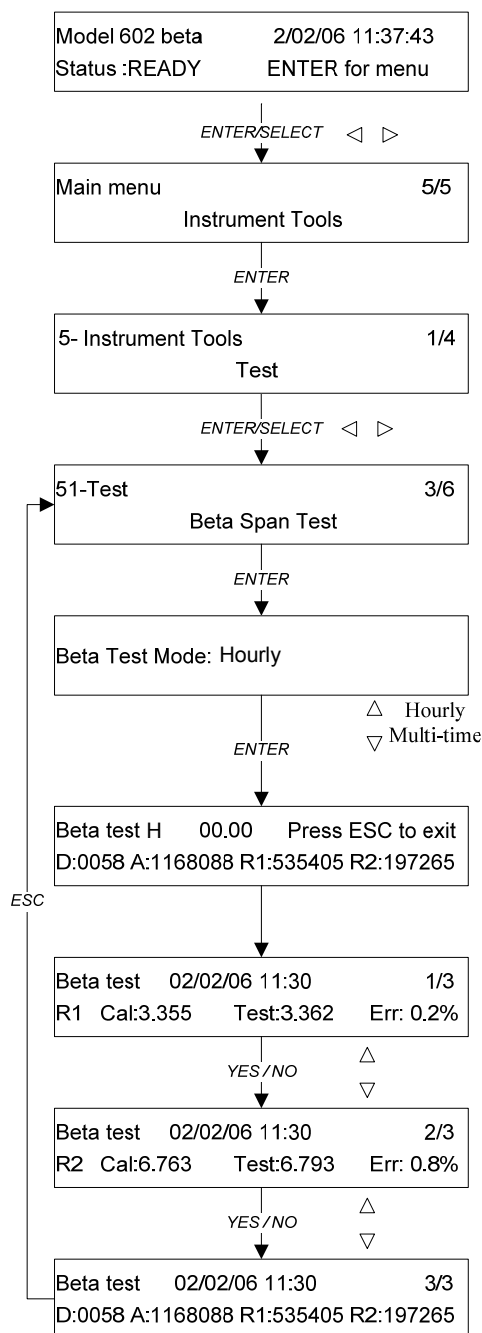 Model 602 beta 2/02/06 11:37:43
Status :READY ENTER for menu
ENTER/SELECT
Main menu 5/5
Instrument Tools
ENTER
5- Instrument Tools 1/4
Test
ENTER/SELECT
51-Test 3/6
Beta Span Test
ENTER
Beta Test Mode: Hourly
Hourly
Multi-time
ENTER
Beta test H 00.00 Press ESC to exit
D:0058 A:1168088 R1:535405 R2:197265
ESC
Beta test 02/02/06 11:30 1/3
R1 Cal:3.355 Test:3.362 Err: 0.2%
YES/NO
Beta test 02/02/06 11:30 2/3
R2 Cal:6.763 Test:6.793 Err: 0.8%
YES/NO
Beta test 02/02/06 11:30 3/3
D:0058 A:1168088 R1:535405 R2:197265